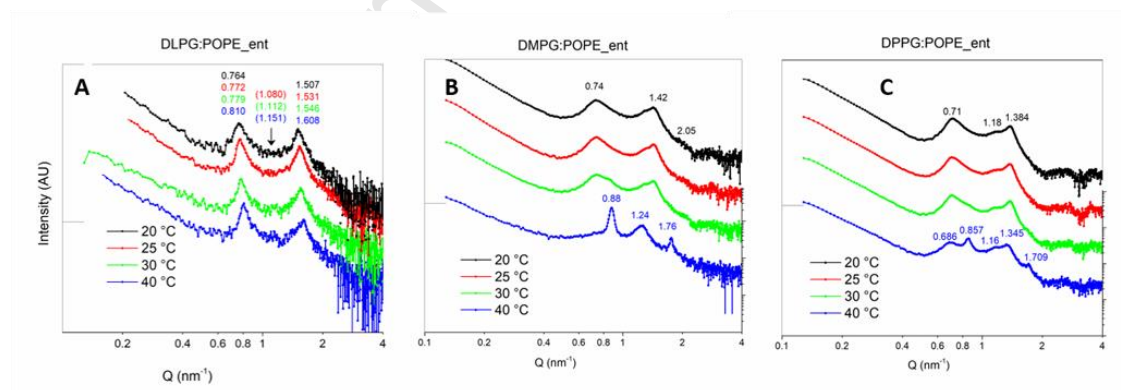 DLPG:POPE_ent
A
0.764
0.772
0.779
0.810
(1.080)
(1.112)
(1.151)
1.507
1.531
1.546
1.608
Intensity (AU)
20 °C
25 °C
30 °C
40 °C
0.2
0.4
0.6
0.8
1
2
4
Q (nm⁻¹)
DMPG:POPE_ent
B
0.74
1.42
2.05
0.88
1.24
1.76
20 °C
25 °C
30 °C
40 °C
0.1
0.2
0.4
0.6
0.8
1
2
4
Q (nm⁻¹)
DPPG:POPE_ent
C
0.71
1.18
1.384
0.686
0.857
1.16
1.345
1.709
20 °C
25 °C
30 °C
40 °C
0.1
0.2
0.4
0.6
0.8
1
2
4
Q (nm⁻¹)